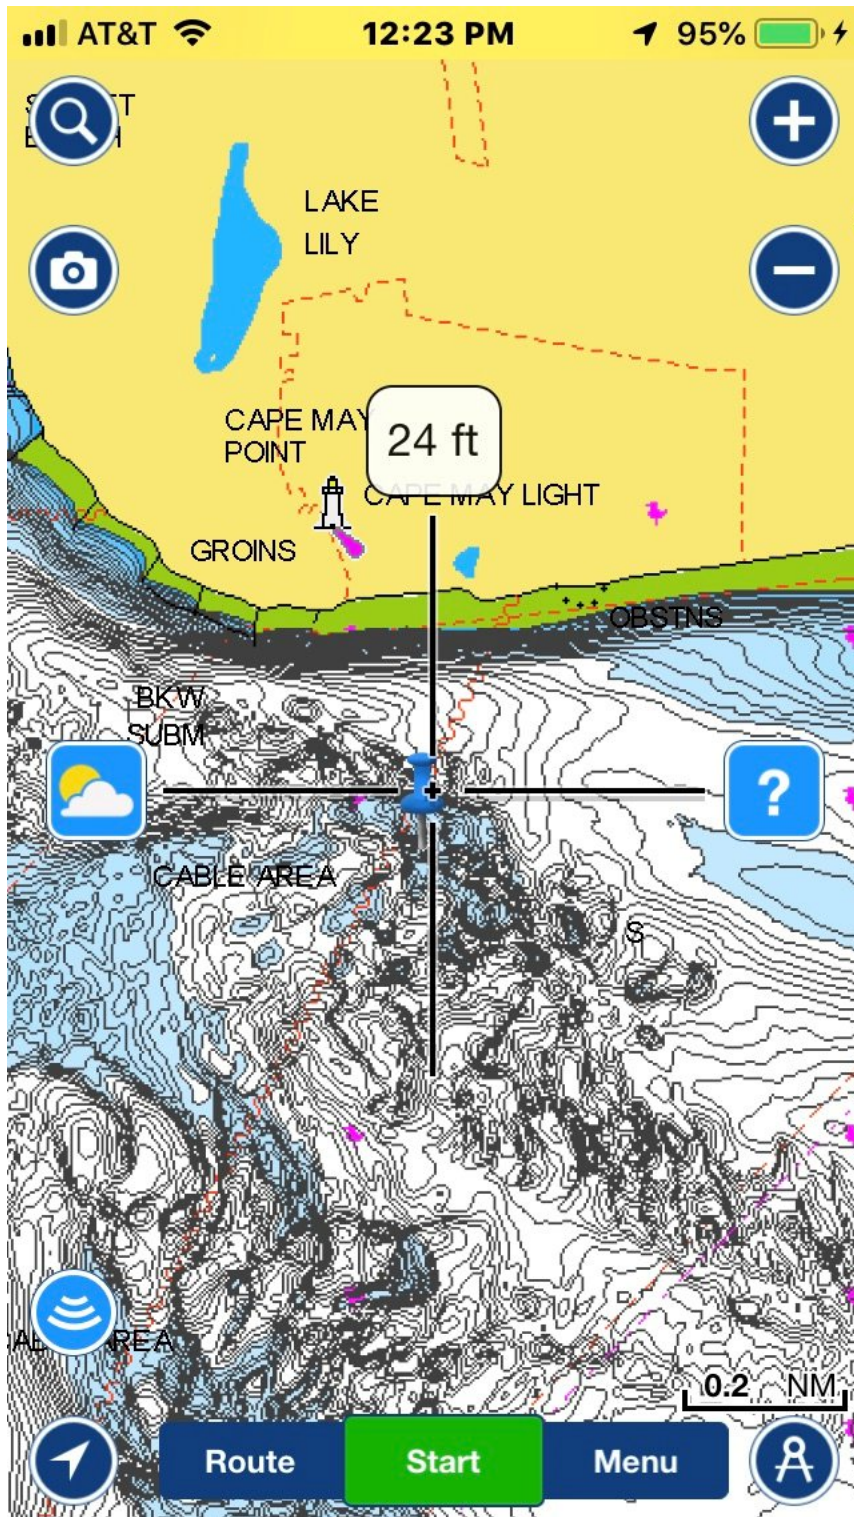 AT&T 12:23 PM 95%
LAKE
LILY
24 ft
CAPE MAY
POINT
CAPE MAY LIGHT
GROINS
OBSTNS
BKW
SUBM
?
CABLE AREA
S
AREA
0.2 NM
Route Start Menu